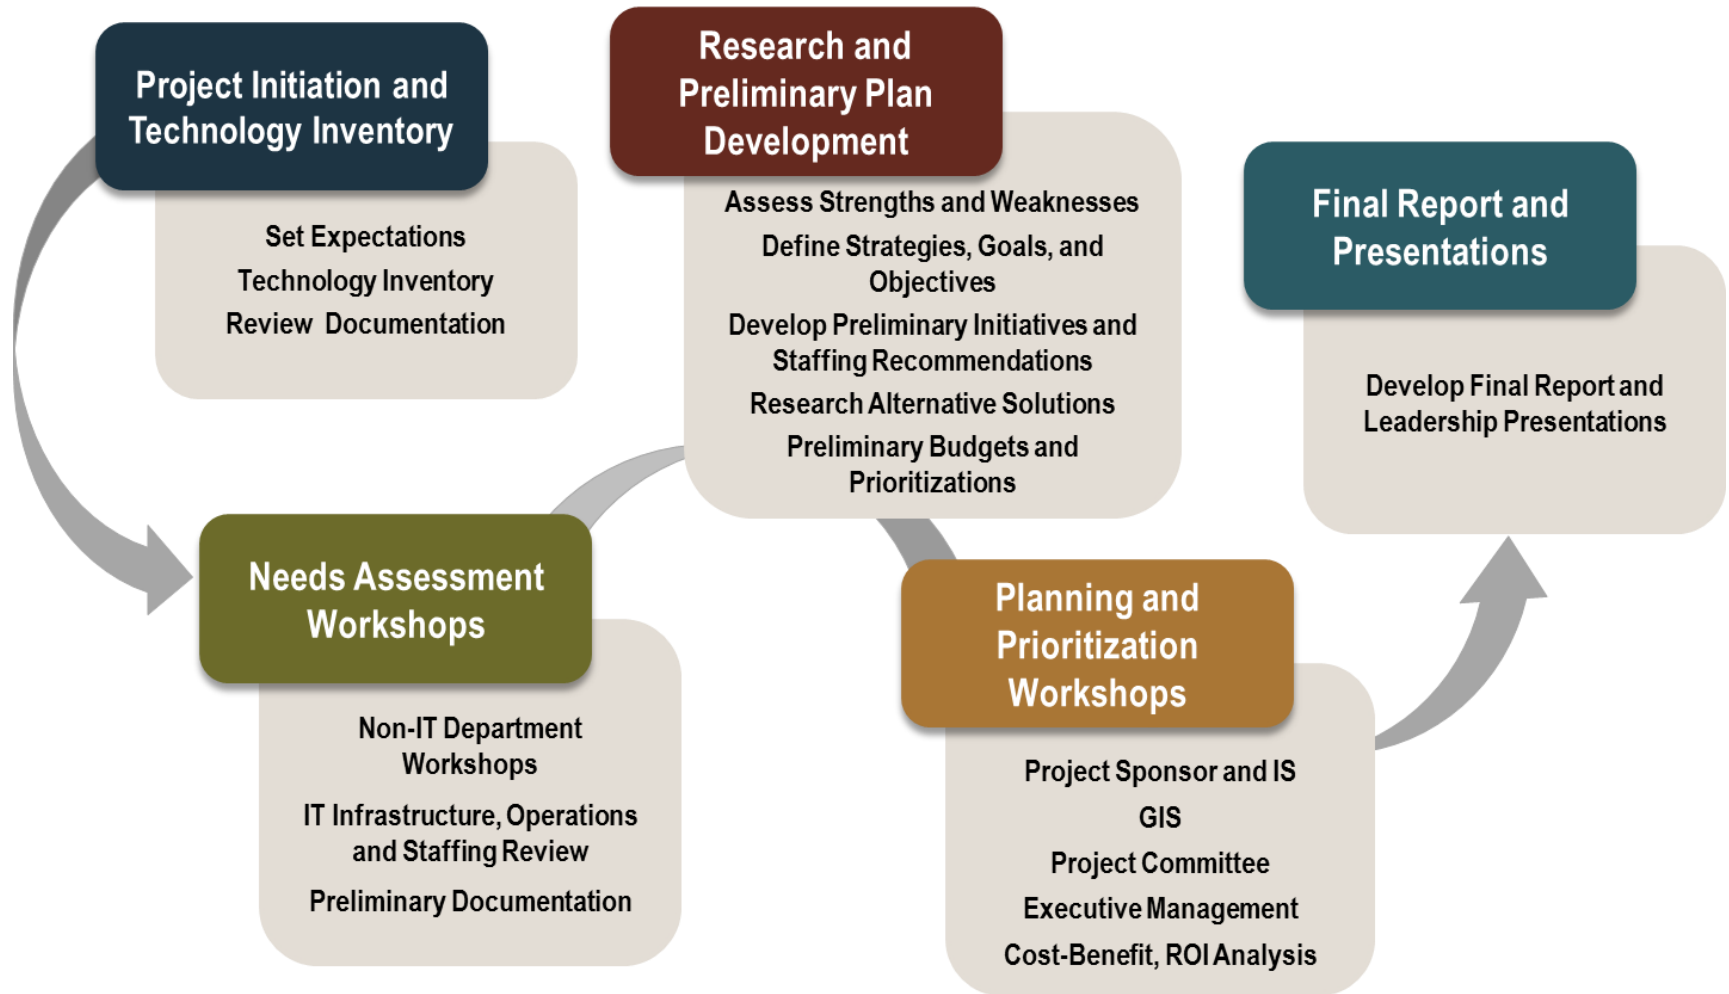 Project Initiation and
Technology Inventory
Set Expectations
Technology Inventory
Review Documentation
Needs Assessment
Workshops
Non-IT Department
Workshops
IT Infrastructure, Operations
and Staffing Review
Preliminary Documentation
Research and
Preliminary Plan
Development
Assess Strengths and Weaknesses
Define Strategies, Goals, and
Objectives
Develop Preliminary Initiatives and
Staffing Recommendations
Research Alternative Solutions
Preliminary Budgets and
Prioritizations
Planning and
Prioritization
Workshops
Project Sponsor and IS
GIS
Project Committee
Executive Management
Cost-Benefit, ROI Analysis
Final Report and
Presentations
Develop Final Report and
Leadership Presentations